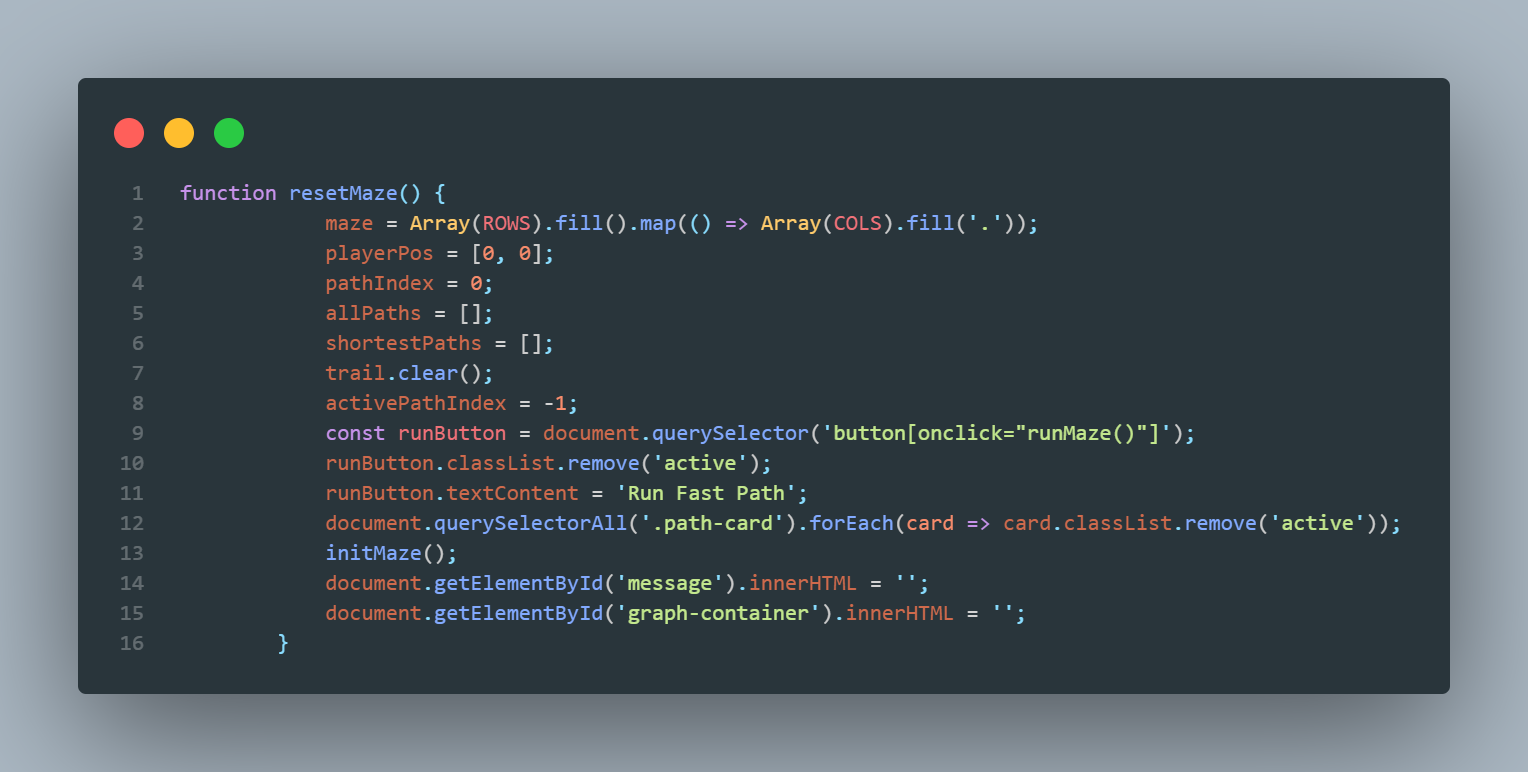 1 function resetMaze() {
2             maze = Array(ROWS).fill().map(() => Array(COLS).fill('.'));
3             playerPos = [0, 0];
4             pathIndex = 0;
5             allPaths = [];
6             shortestPaths = [];
7             trail.clear();
8             activePathIndex = -1;
9             const runButton = document.querySelector('button[onclick="runMaze()"]');
10             runButton.classList.remove('active');
11             runButton.textContent = 'Run Fast Path';
12             document.querySelectorAll('.path-card').forEach(card => card.classList.remove('active'));
13             initMaze();
14             document.getElementById('message').innerHTML = '';
15             document.getElementById('graph-container').innerHTML = '';
16         }